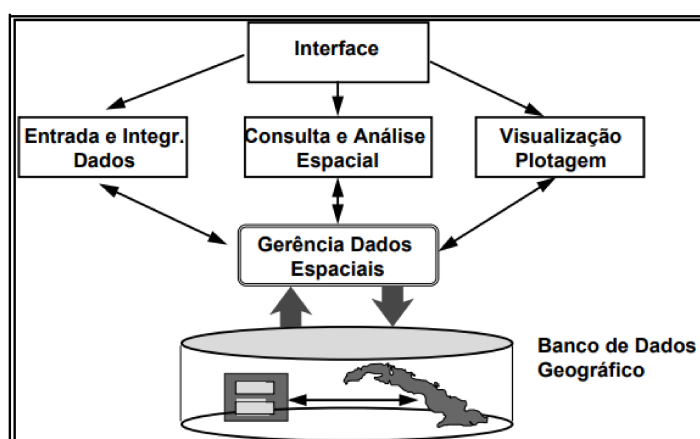 Interface
Entrada e Integr.
Dados
Consulta e Análise
Espacial
Visualização
Plotagem
Gerência Dados
Espaciais
Banco de Dados
Geográfico